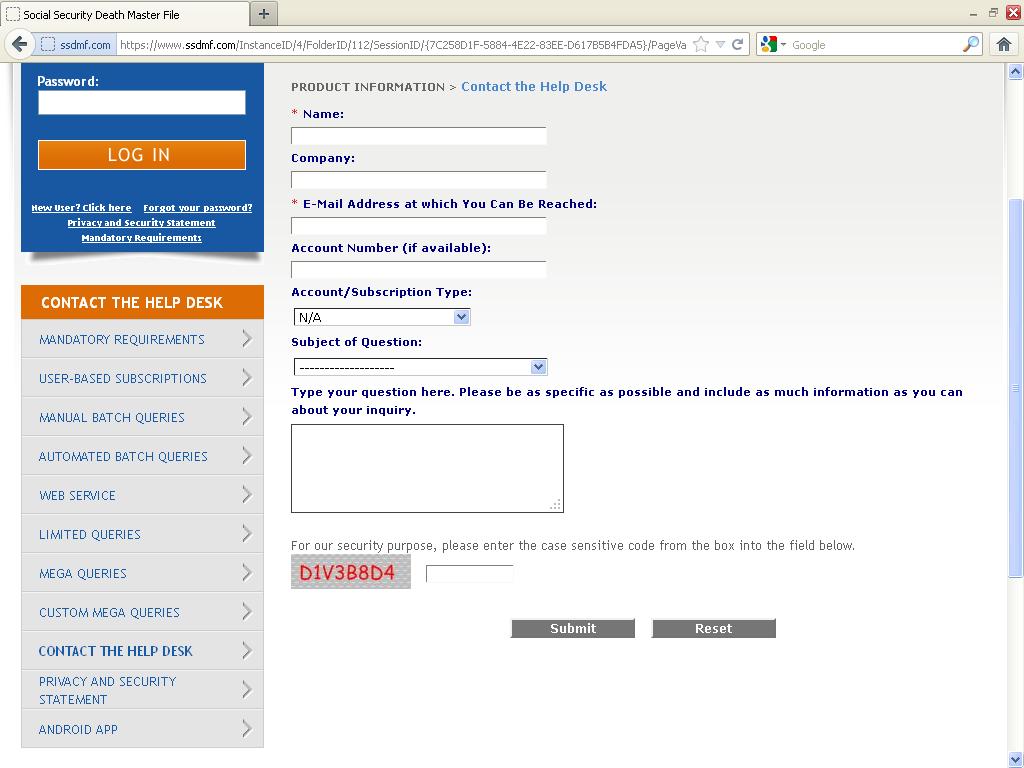 Social Security Death Master File
ssdmf.com
https://www.ssdmf.com/InstanceID/4/FolderID/112/SessionID/{7C258D1F-5884-4E22-83EE-D617B5B4FDA5}/PageVa
Google
Password:
LOG IN
New User? Click here Forgot your password?
Privacy and Security Statement
Mandatory Requirements
CONTACT THE HELP DESK
MANDATORY REQUIREMENTS
USER-BASED SUBSCRIPTIONS
MANUAL BATCH QUERIES
AUTOMATED BATCH QUERIES
WEB SERVICE
LIMITED QUERIES
MEGA QUERIES
CUSTOM MEGA QUERIES
CONTACT THE HELP DESK
PRIVACY AND SECURITY
STATEMENT
ANDROID APP
PRODUCT INFORMATION > Contact the Help Desk
* Name:
Company:
* E-Mail Address at which You Can Be Reached:
Account Number (if available):
Account/Subscription Type:
N/A
Subject of Question:
-------------------
Type your question here. Please be as specific as possible and include as much information as you can
about your inquiry.
For our security purpose, please enter the case sensitive code from the box into the field below.
D1V3B8D4
Submit Reset